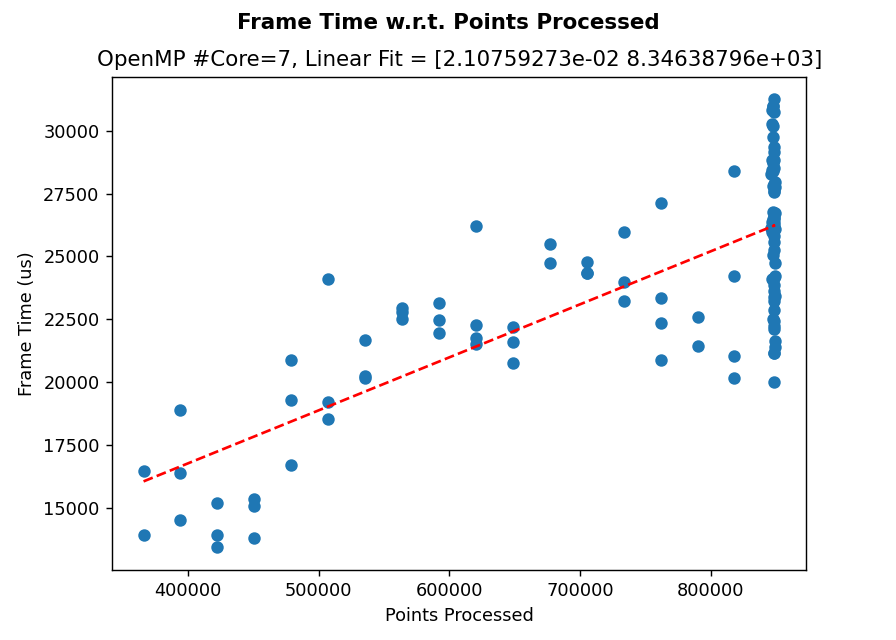 Frame Time w.r.t. Points Processed
OpenMP #Core=7, Linear Fit = [2.10759273e-02 8.34638796e+03]
Frame Time (us)
30000
27500
25000
22500
20000
17500
15000
400000 500000 600000 700000 800000
Points Processed